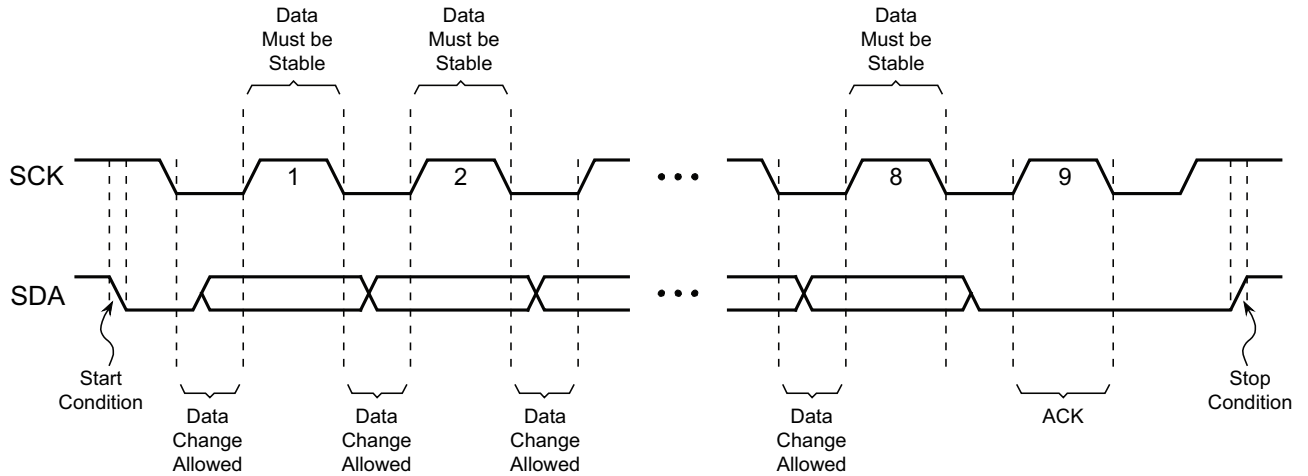 Data
Must be
Stable
Data
Must be
Stable
Data
Must be
Stable
SCK
1
2
8
9
SDA
Start
Condition
Data
Change
Allowed
Data
Change
Allowed
Data
Change
Allowed
Data
Change
Allowed
ACK
Stop
Condition